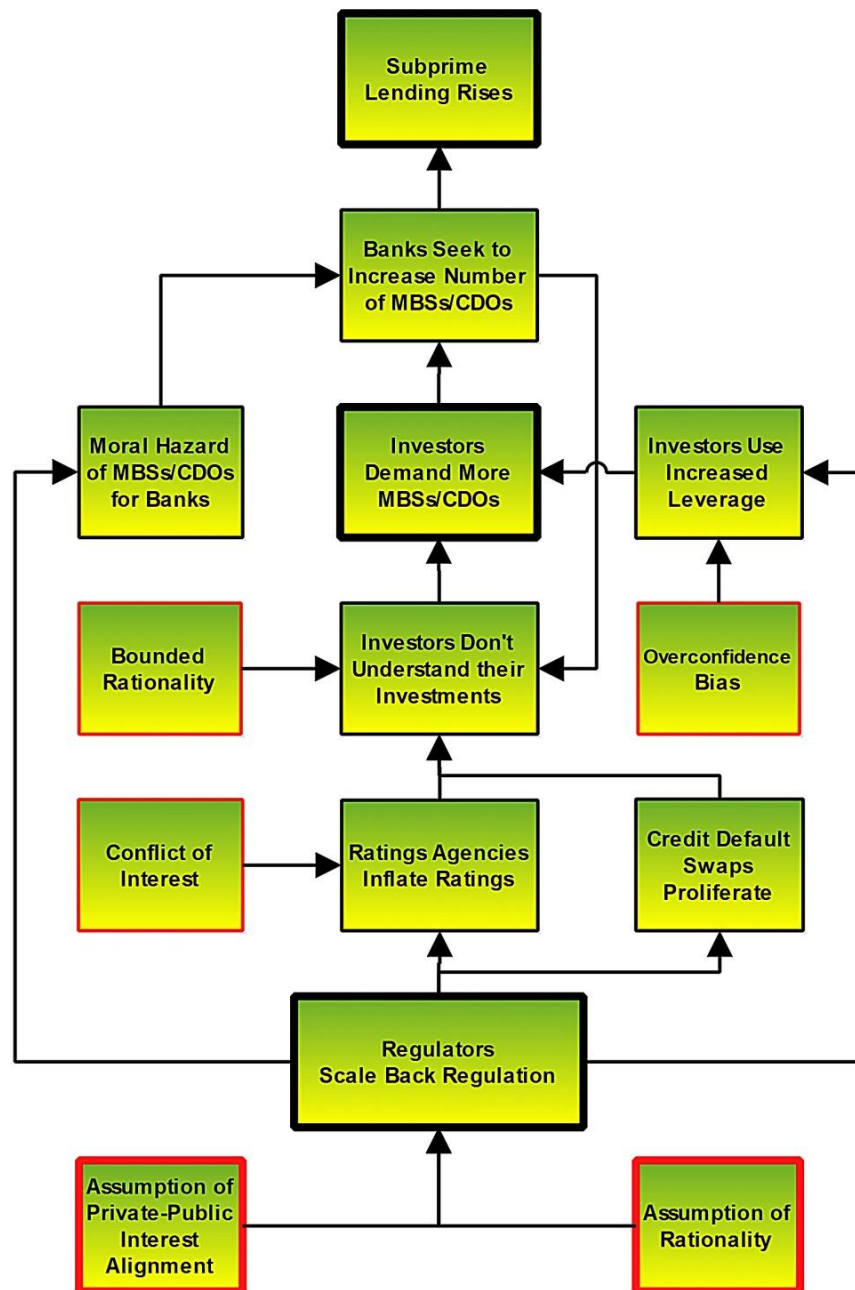 Subprime
Lending Rises
Banks Seek to
Increase Number
of MBSs/CDOs
Moral Hazard
of MBSs/CDOs
for Banks
Investors
Demand More
MBSs/CDOs
Investors Use
Increased
Leverage
Bounded
Rationality
Investors Don't
Understand their
Investments
Overconfidence
Bias
Conflict of
Interest
Ratings Agencies
Inflate Ratings
Credit Default
Swaps
Proliferate
Regulators
Scale Back Regulation
Assumption of
Private-Public
Interest
Alignment
Assumption of
Rationality